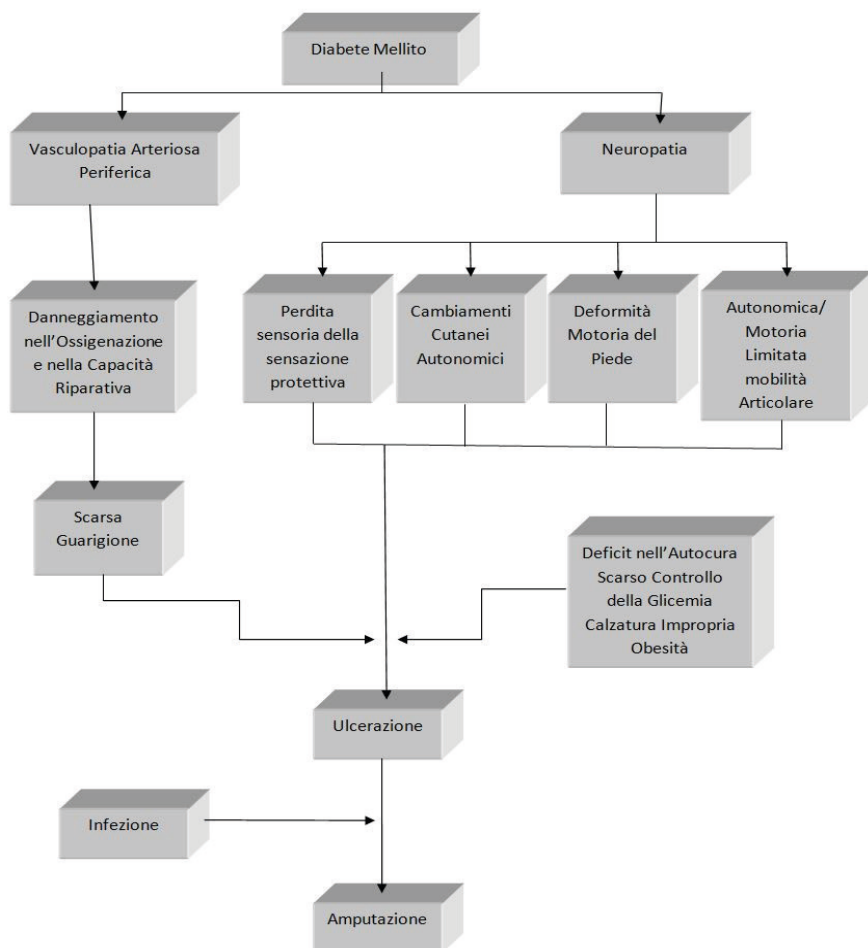 Diabete Mellito
Vasculopatia Arteriosa
Periferica
Neuropatia
Danneggiamento
nell'Ossigenazione
e nella Capacità
Riparativa
Perdita
sensoria della
sensazione
protettiva
Cambiamenti
Cutanei
Autonomici
Deformità
Motoria del
Piede
Autonomica/
Motoria
Limitata
mobilità
Articolare
Scarsa
Guarigione
Deficit nell'Autocura
Scarso Controllo
della Glicemia
Calzatura Impropria
Obesità
Ulcerazione
Infezione
Amputazione